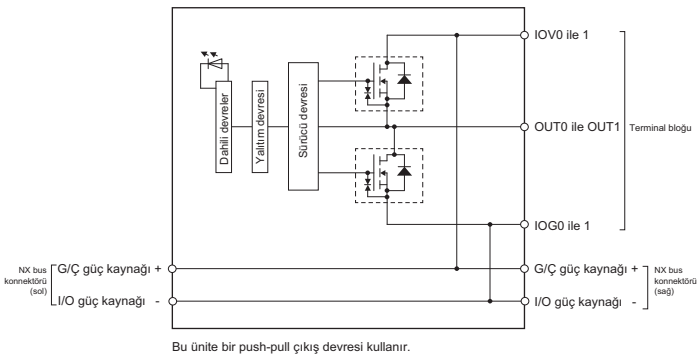 IOV0 ile 1
OUT0 ile OUT1
Terminal bloğu
IOG0 ile 1
Dahili devreler
Yalıtım devresi
Sürücü devresi
NX bus
konnektörü
(sol)
G/Ç güç kaynağı +
I/O güç kaynağı -
G/Ç güç kaynağı +
I/O güç kaynağı -
NX bus
konnektörü
(sağ)
Bu ünite bir push-pull çıkış devresi kullanır.